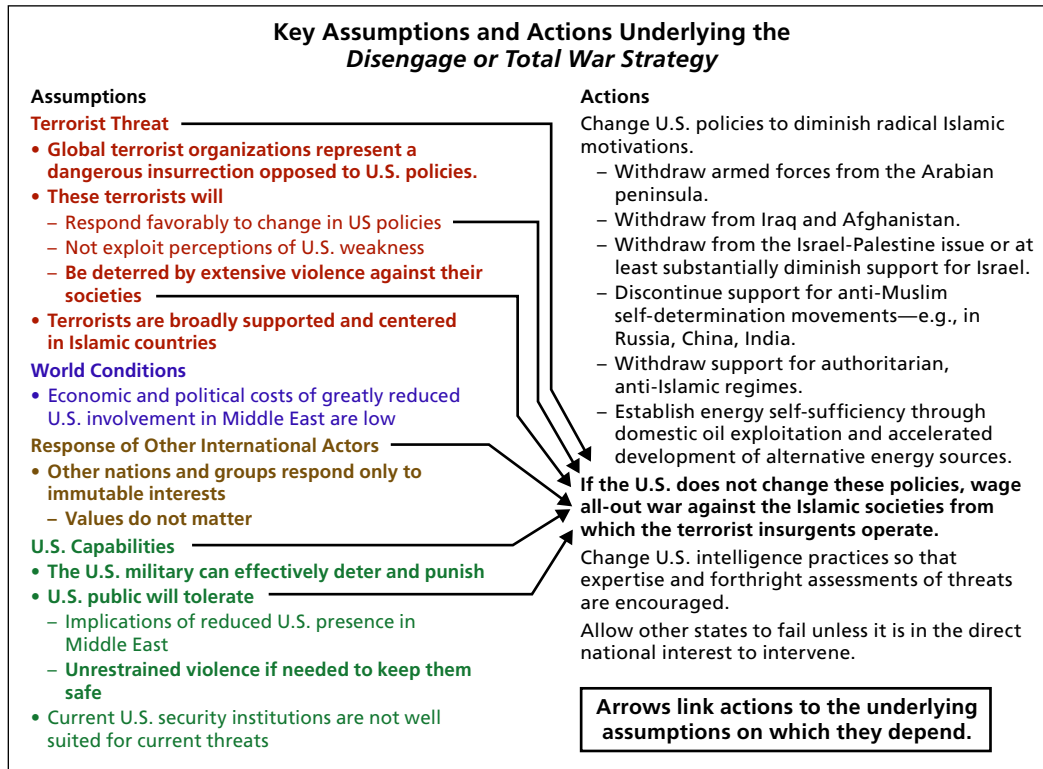 Key Assumptions and Actions Underlying the
Disengage or Total War Strategy
Assumptions
Terrorist Threat
• Global terrorist organizations represent a
dangerous insurrection opposed to U.S. policies.
• These terrorists will
– Respond favorably to change in US policies
– Not exploit perceptions of U.S. weakness
– Be deterred by extensive violence against their
societies
• Terrorists are broadly supported and centered
in Islamic countries
World Conditions
• Economic and political costs of greatly reduced
U.S. involvement in Middle East are low
Response of Other International Actors
• Other nations and groups respond only to
immutable interests
– Values do not matter
U.S. Capabilities
• The U.S. military can effectively deter and punish
• U.S. public will tolerate
– Implications of reduced U.S. presence in
Middle East
– Unrestrained violence if needed to keep them
safe
• Current U.S. security institutions are not well
suited for current threats
Actions
Change U.S. policies to diminish radical Islamic
motivations.
– Withdraw armed forces from the Arabian
peninsula.
– Withdraw from Iraq and Afghanistan.
– Withdraw from the Israel-Palestine issue or at
least substantially diminish support for Israel.
– Discontinue support for anti-Muslim
self-determination movements—e.g., in
Russia, China, India.
– Withdraw support for authoritarian,
anti-Islamic regimes.
– Establish energy self-sufficiency through
domestic oil exploitation and accelerated
development of alternative energy sources.
If the U.S. does not change these policies, wage
all-out war against the Islamic societies from
which the terrorist insurgents operate.
Change U.S. intelligence practices so that
expertise and forthright assessments of threats
are encouraged.
Allow other states to fail unless it is in the direct
national interest to intervene.
Arrows link actions to the underlying
assumptions on which they depend.